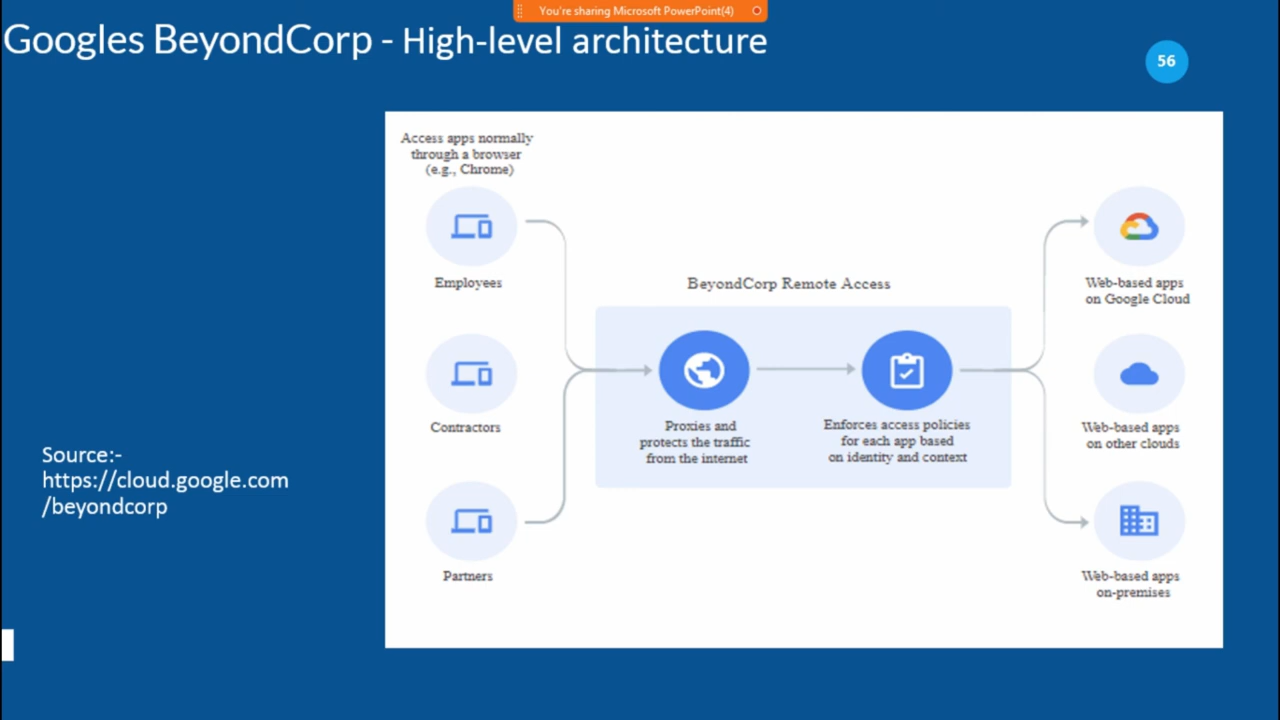 You're sharing Microsoft PowerPoint(4)
Googles BeyondCorp - High-level architecture
56
Access apps normally
through a browser
(e.g., Chrome)
Employees
Contractors
Partners
BeyondCorp Remote Access
Proxies and
protects the traffic
from the internet
Enforces access policies
for each app based
on identity and context
Web-based apps
on Google Cloud
Web-based apps
on other clouds
Web-based apps
on-premises
Source:-
https://cloud.google.com
/beyondcorp